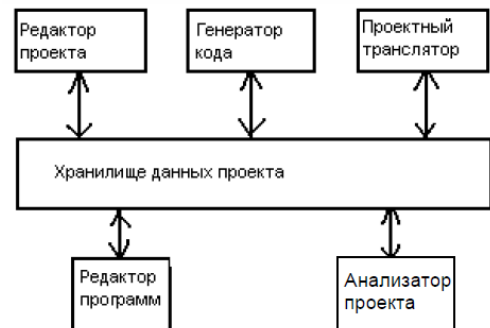 Редактор
проекта
Генератор
кода
Проектный
транслятор
Хранилище данных проекта
Редактор
программ
Анализатор
проекта